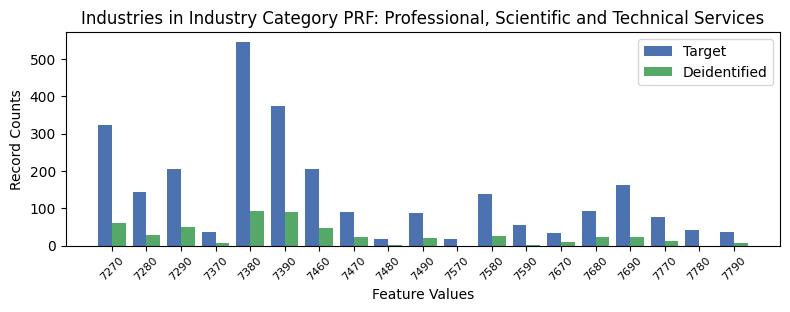 Industries in Industry Category PRF: Professional, Scientific and Technical Services
Target
Deidentified
Record Counts
500
400
300
200
100
0
7270 7280 7290 7370 7380 7390 7460 7470 7480 7490 7570 7580 7590 7670 7680 7690 7770 7780 7790
Feature Values